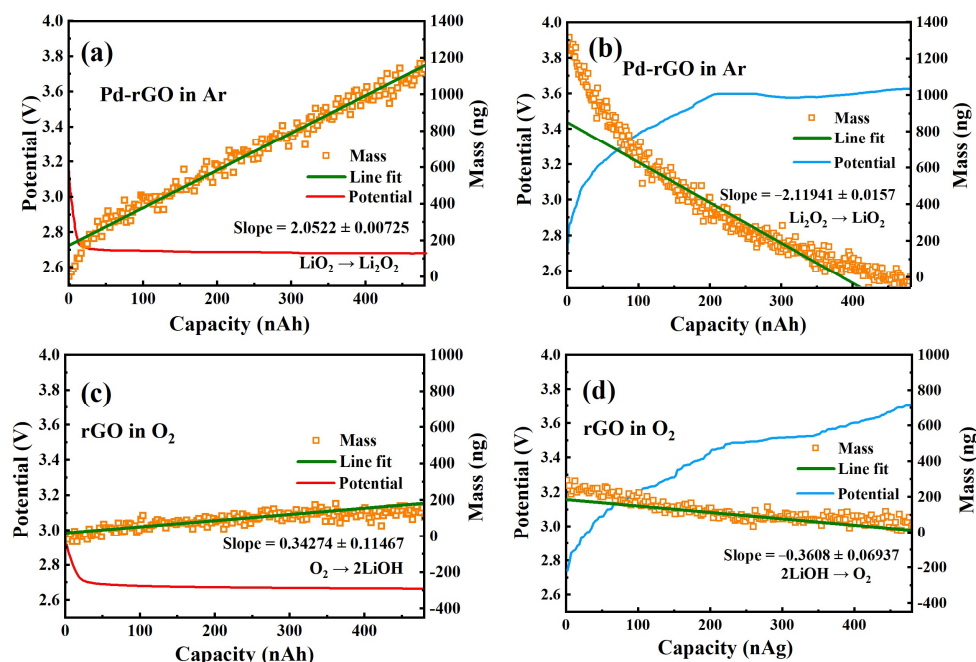 (a)
Pd-rGO in Ar
Mass
Line fit
Potential
Slope = 2.0522 ± 0.00725
LiO₂ → Li₂O₂
Potential (V)
4.0
3.8
3.6
3.4
3.2
3.0
2.8
2.6
Mass (ng)
1400
1200
1000
800
600
400
200
0
0 100 200 300 400
Capacity (nAh)
(b)
Pd-rGO in Ar
Mass
Line fit
Potential
Slope = –2.11941 ± 0.0157
Li₂O₂ → LiO₂
Potential (V)
4.0
3.8
3.6
3.4
3.2
3.0
2.8
2.6
Mass (ng)
1400
1200
1000
800
600
400
200
0
0 100 200 300 400
Capacity (nAh)
(c)
rGO in O₂
Mass
Line fit
Potential
Slope = 0.34274 ± 0.11467
O₂ → 2LiOH
Potential (V)
4.0
3.8
3.6
3.4
3.2
3.0
2.8
2.6
Mass (ng)
1000
800
600
400
200
0
-200
-400
0 100 200 300 400
Capacity (nAh)
(d)
rGO in O₂
Mass
Line fit
Potential
Slope = –0.3608 ± 0.06937
2LiOH → O₂
Potential (V)
4.0
3.8
3.6
3.4
3.2
3.0
2.8
2.6
Mass (ng)
1000
800
600
400
200
0
-200
-400
0 100 200 300 400
Capacity (nAg)